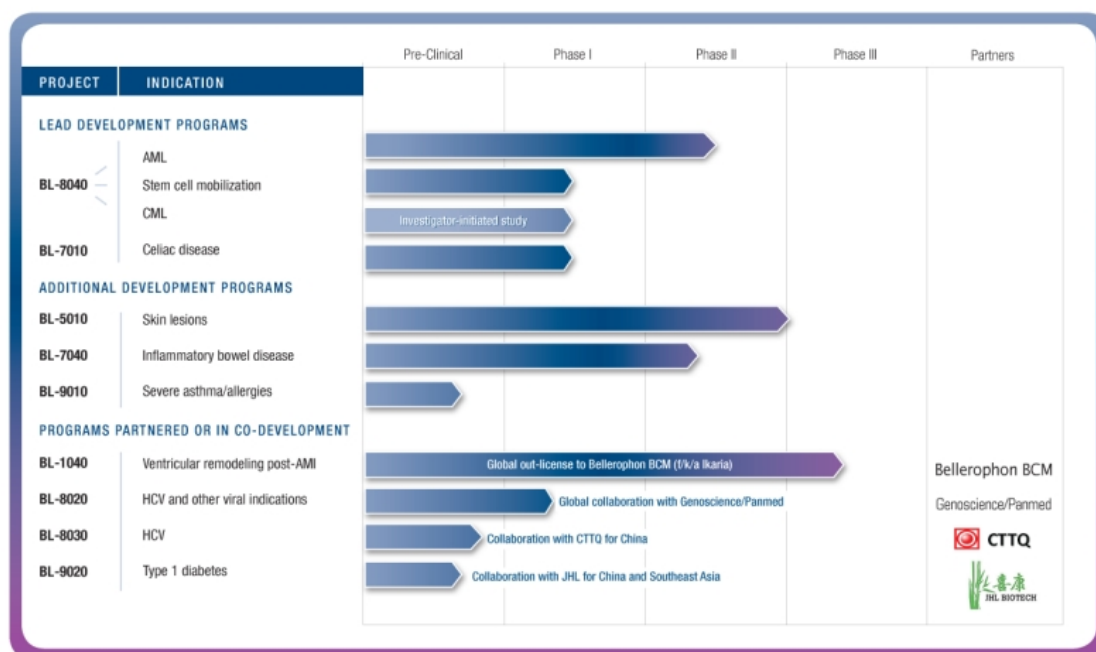 Pre-Clinical Phase I Phase II Phase III Partners
PROJECT INDICATION
LEAD DEVELOPMENT PROGRAMS
AML
BL-8040 Stem cell mobilization
CML Investigator-initiated study
BL-7010 Celiac disease
ADDITIONAL DEVELOPMENT PROGRAMS
BL-5010 Skin lesions
BL-7040 Inflammatory bowel disease
BL-9010 Severe asthma/allergies
PROGRAMS PARTNERED OR IN CO-DEVELOPMENT
BL-1040 Ventricular remodeling post-AMI Global out-license to Bellerophon BCM (f/k/a Ikaria) Bellerophon BCM
BL-8020 HCV and other viral indications Global collaboration with Genoscience/Panmed Genoscience/Panmed
BL-8030 HCV Collaboration with CTTQ for China CTTQ
BL-9020 Type 1 diabetes Collaboration with JHL for China and Southeast Asia 喜康
JHL BIOTECH